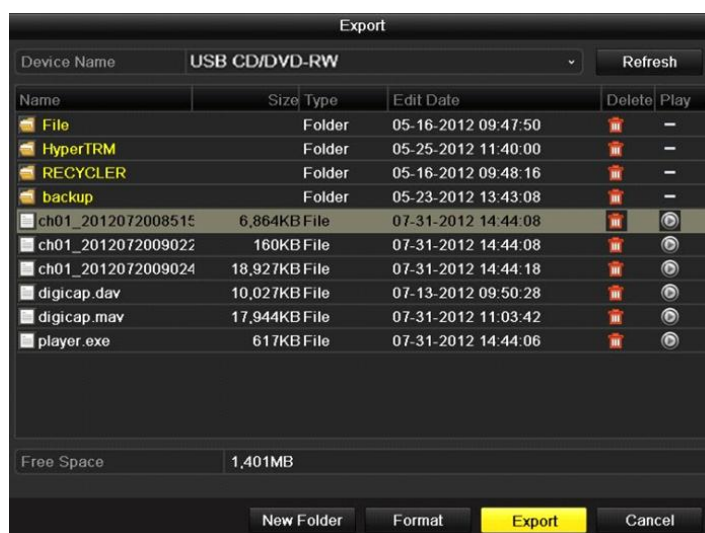 Export
Device Name USB CD/DVD-RW Refresh
Name Size Type Edit Date Delete Play
File Folder 05-16-2012 09:47:50 –
HyperTRM Folder 05-25-2012 11:40:00 –
RECYCLER Folder 05-16-2012 09:48:16 –
backup Folder 05-23-2012 13:43:08 –
ch01_2012072008515 6,864KB File 07-31-2012 14:44:08
ch01_2012072009022 160KB File 07-31-2012 14:44:08
ch01_2012072009024 18,927KB File 07-31-2012 14:44:18
digicap.dav 10,027KB File 07-13-2012 09:50:28
digicap.mav 17,944KB File 07-31-2012 11:03:42
player.exe 617KB File 07-31-2012 14:44:06
Free Space 1,401MB
New Folder Format Export Cancel